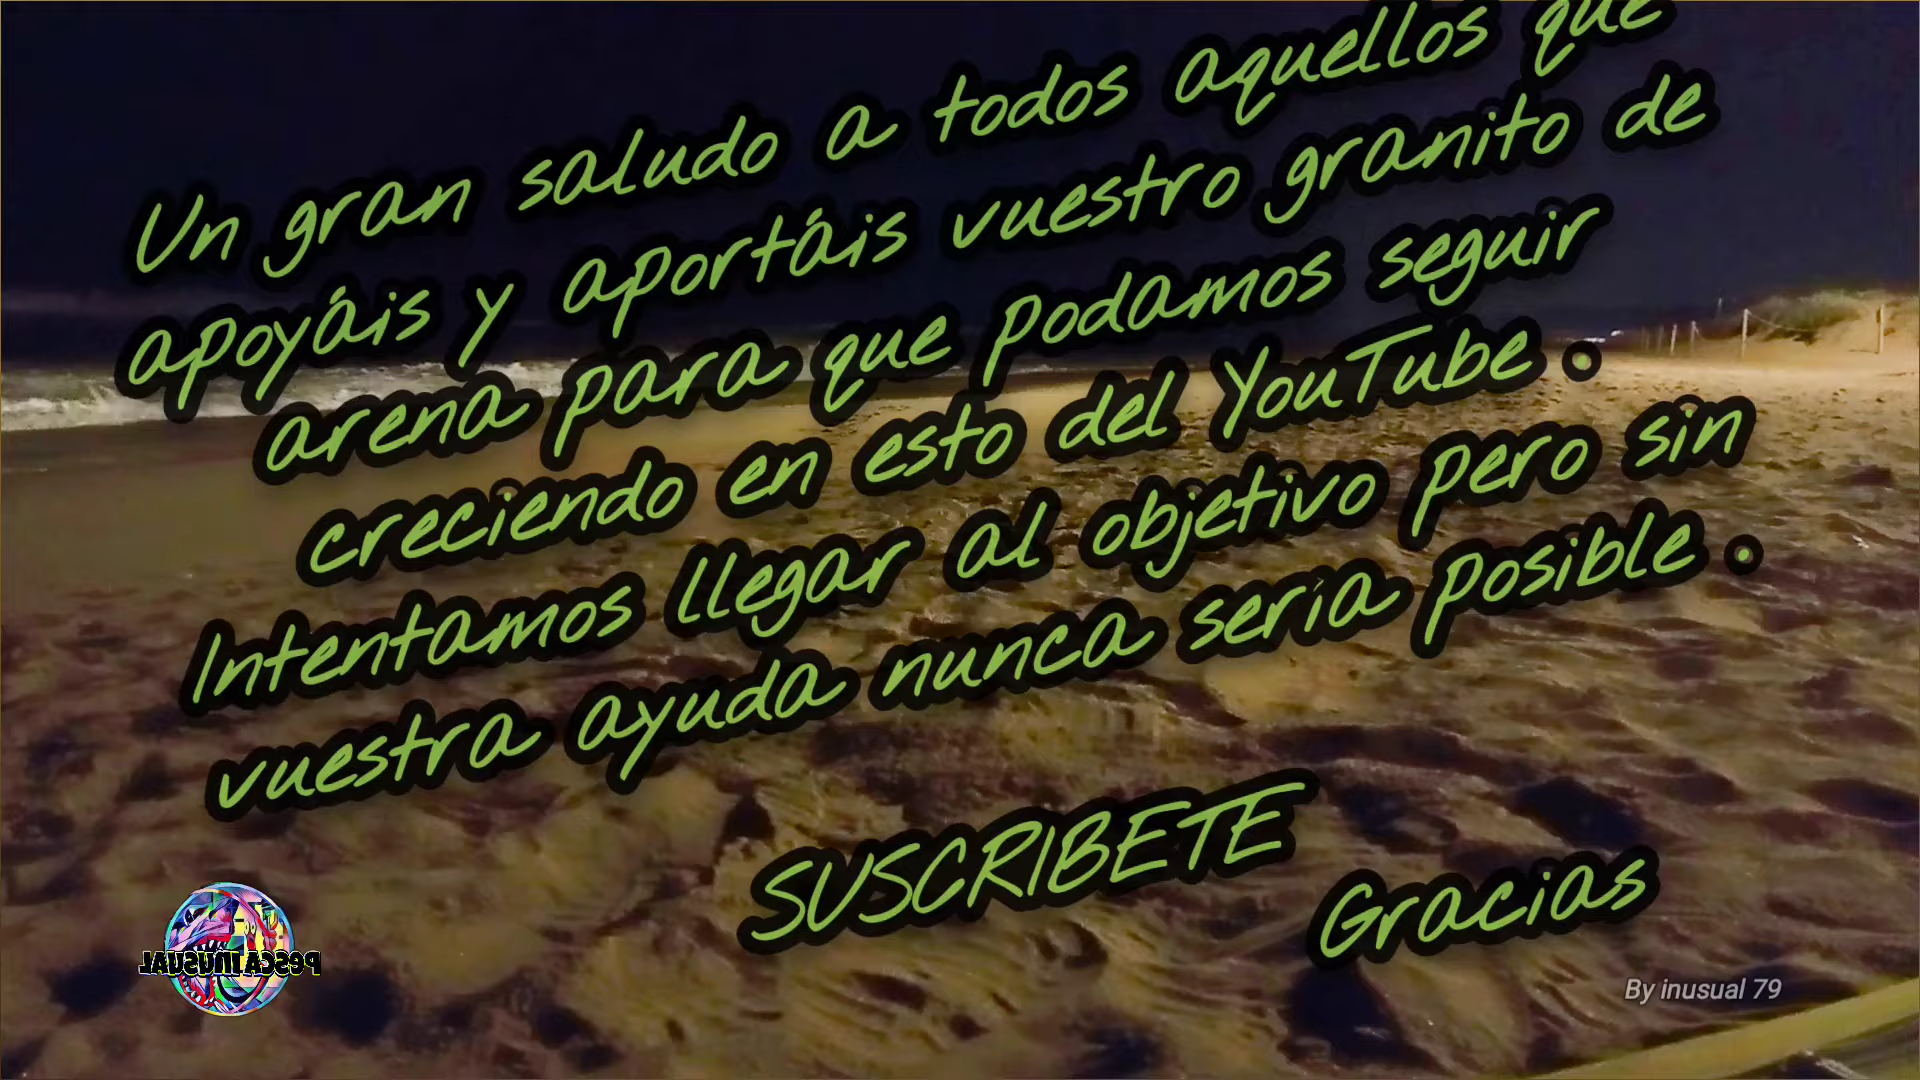 Un gran saludo a todos aquellos que
apoyáis y aportáis vuestro granito de
arena para que podamos seguir
creciendo en esto del YouTube .
Intentamos llegar al objetivo pero sin
vuestra ayuda nunca sería posible .
SUSCRIBETE
Gracias
PESCA INUSUAL
By inusual 79